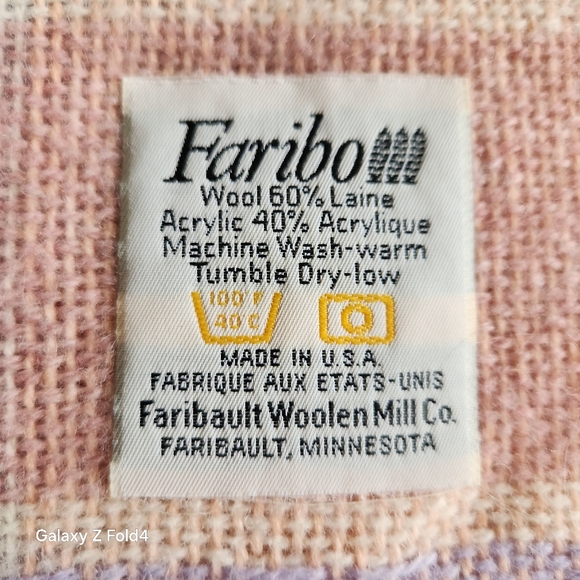 Faribo
Wool 60% Laine
Acrylic 40% Acrylique
Machine Wash-warm
Tumble Dry-low
100°F
40°C
MADE IN U.S.A.
FABRIQUE AUX ETATS-UNIS
Faribault Woolen Mill Co.
FARIBAULT, MINNESOTA
Galaxy Z Fold4